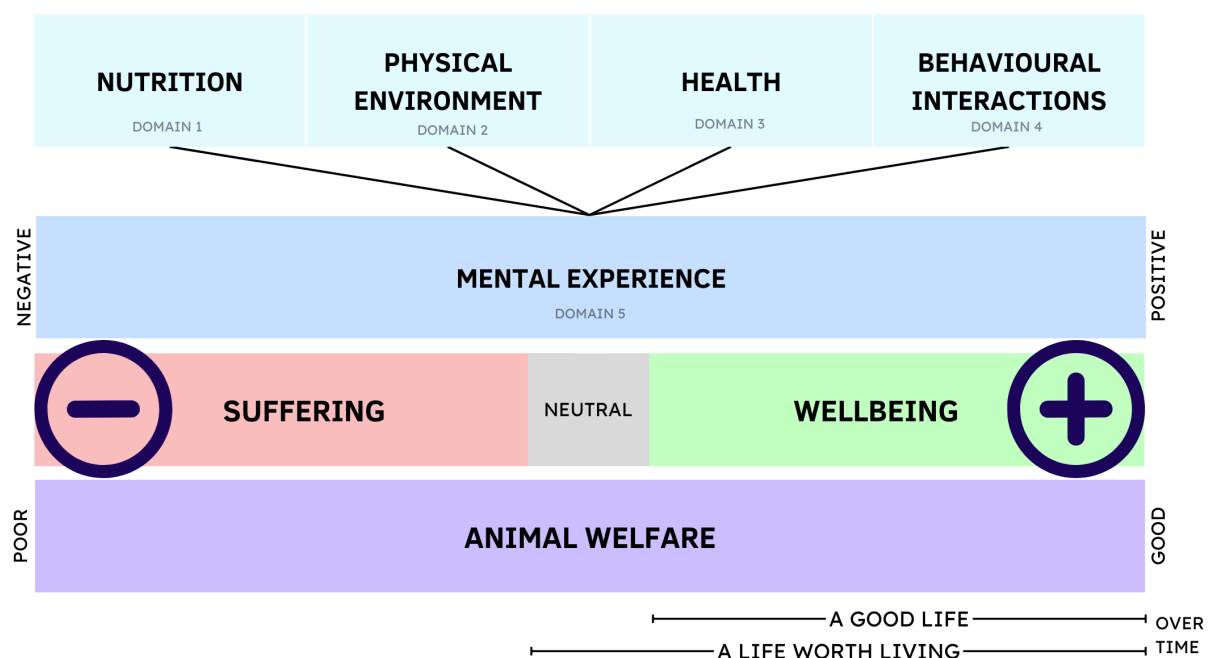 NUTRITION
DOMAIN 1
PHYSICAL
ENVIRONMENT
DOMAIN 2
HEALTH
DOMAIN 3
BEHAVIOURAL
INTERACTIONS
DOMAIN 4
NEGATIVE
MENTAL EXPERIENCE
DOMAIN 5
POSITIVE
SUFFERING
NEUTRAL
WELLBEING
POOR
ANIMAL WELFARE
GOOD
A GOOD LIFE
A LIFE WORTH LIVING
OVER
TIME